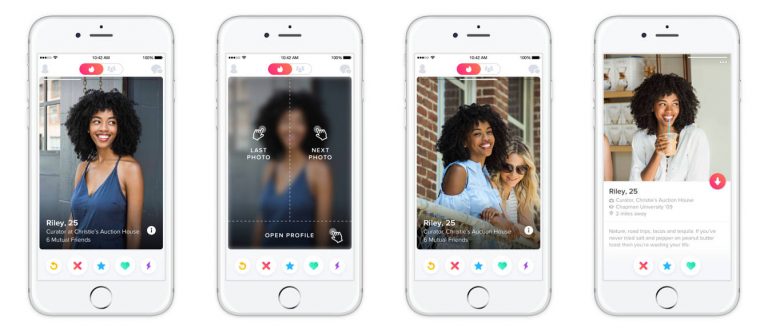 10:42 AM
100%
Riley, 25
Curator at Christie's Auction House
6 Mutual Friends
10:42 AM
100%
LAST
PHOTO
NEXT
PHOTO
OPEN PROFILE
10:42 AM
100%
Riley, 25
Curator, Christie's Auction House
6 Mutual Friends
Riley, 25
Curator, Christie's Auction House
Chapman University '09
2 miles away
Nature, road trips, tacos and tequila. If you've
never tried salt and pepper on peanut butter
toast then you're wasting your life.